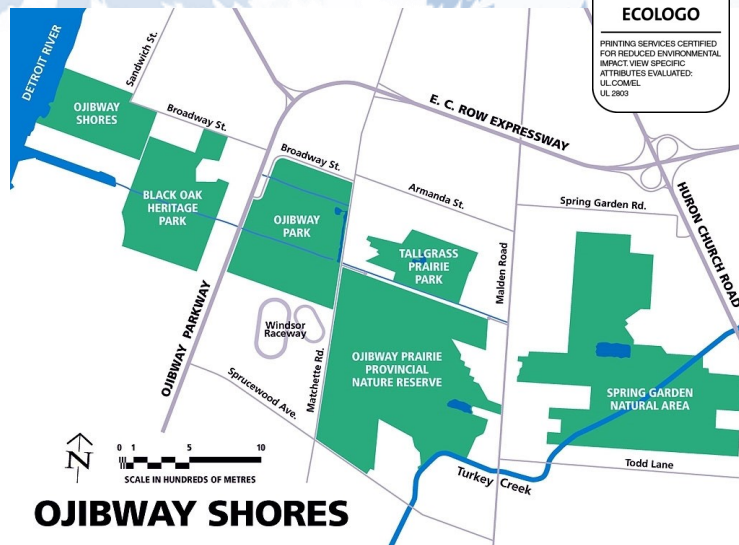 ECOLOGO
PRINTING SERVICES CERTIFIED
FOR REDUCED ENVIRONMENTAL
IMPACT. VIEW SPECIFIC
ATTRIBUTES EVALUATED:
UL.COM/EL
UL 2803
DETROIT RIVER
Sandwich St.
OJIBWAY
SHORES
Broadway St.
E. C. ROW EXPRESSWAY
Broadway St.
BLACK OAK
HERITAGE
PARK
OJIBWAY
PARK
Armanda St.
Spring Garden Rd.
HURON CHURCH ROAD
TALLGRASS
PRAIRIE
PARK
Malden Road
OJIBWAY PARKWAY
Windsor
Raceway
Matchette Rd.
OJIBWAY PRAIRIE
PROVINCIAL
NATURE RESERVE
Sprucewood Ave.
SPRING GARDEN
NATURAL AREA
Todd Lane
Turkey Creek
N
0 1 5 10
SCALE IN HUNDREDS OF METRES
OJIBWAY SHORES